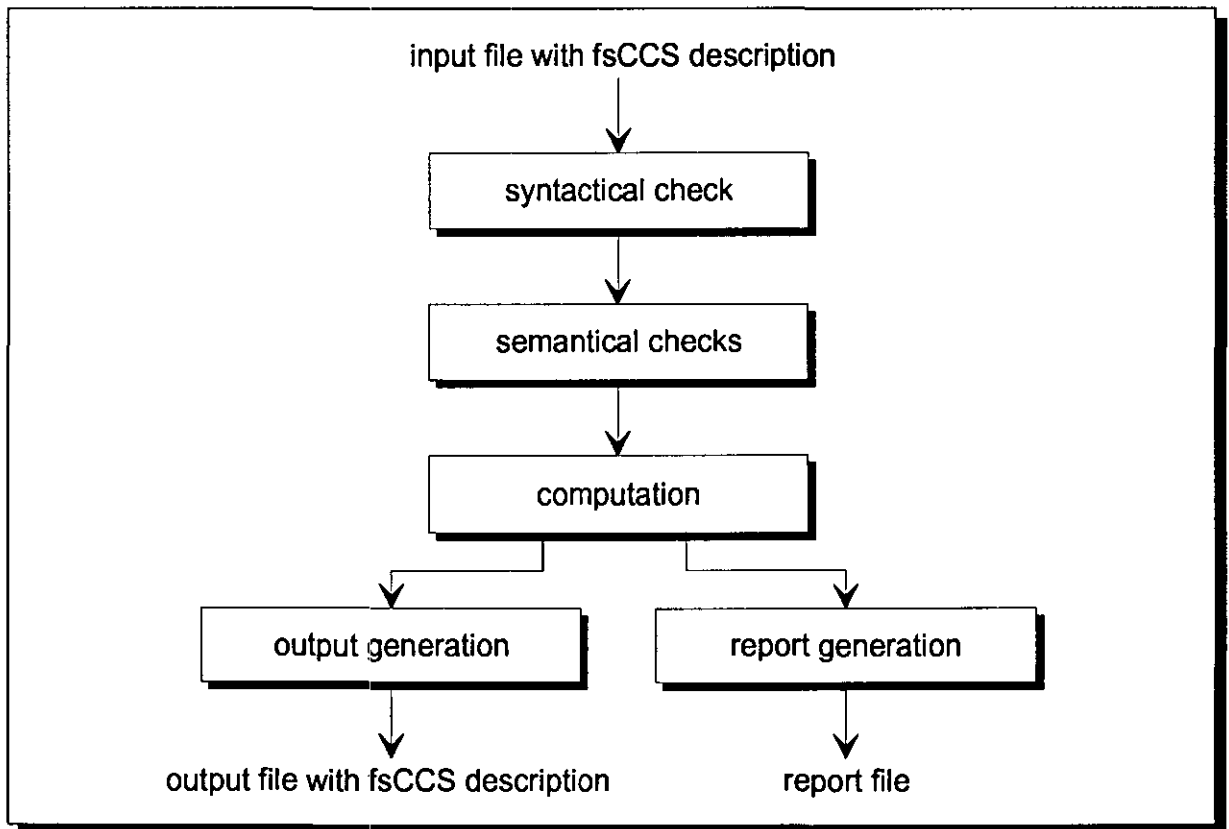 input file with fsCCS description
syntactical check
semantical checks
computation
output generation
report generation
output file with fsCCS description
report file